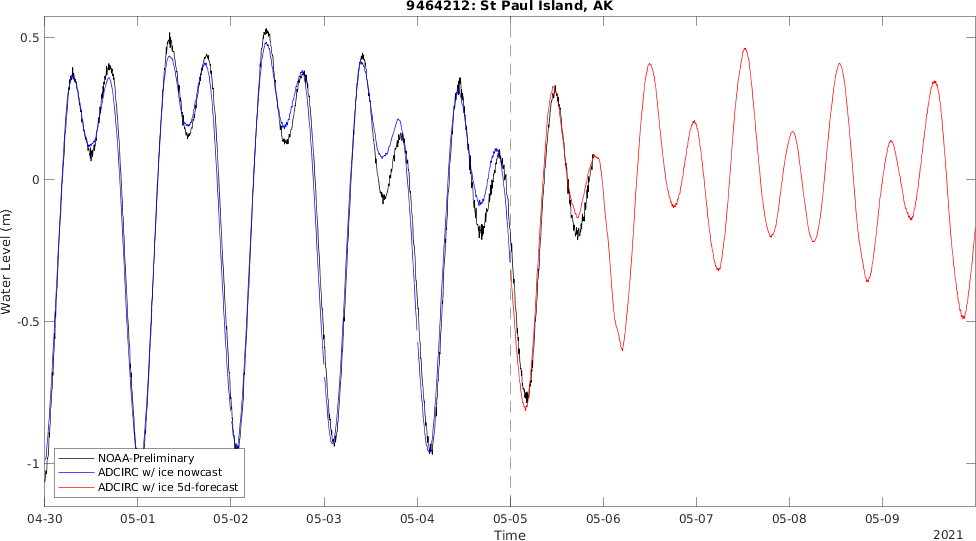 9464212: St Paul Island, AK
0.5
0
-0.5
-1
Water Level (m)
NOAA-Preliminary
ADCIRC w/ ice nowcast
ADCIRC w/ ice 5d-forecast
04-30 05-01 05-02 05-03 05-04 05-05 05-06 05-07 05-08 05-09
Time
2021